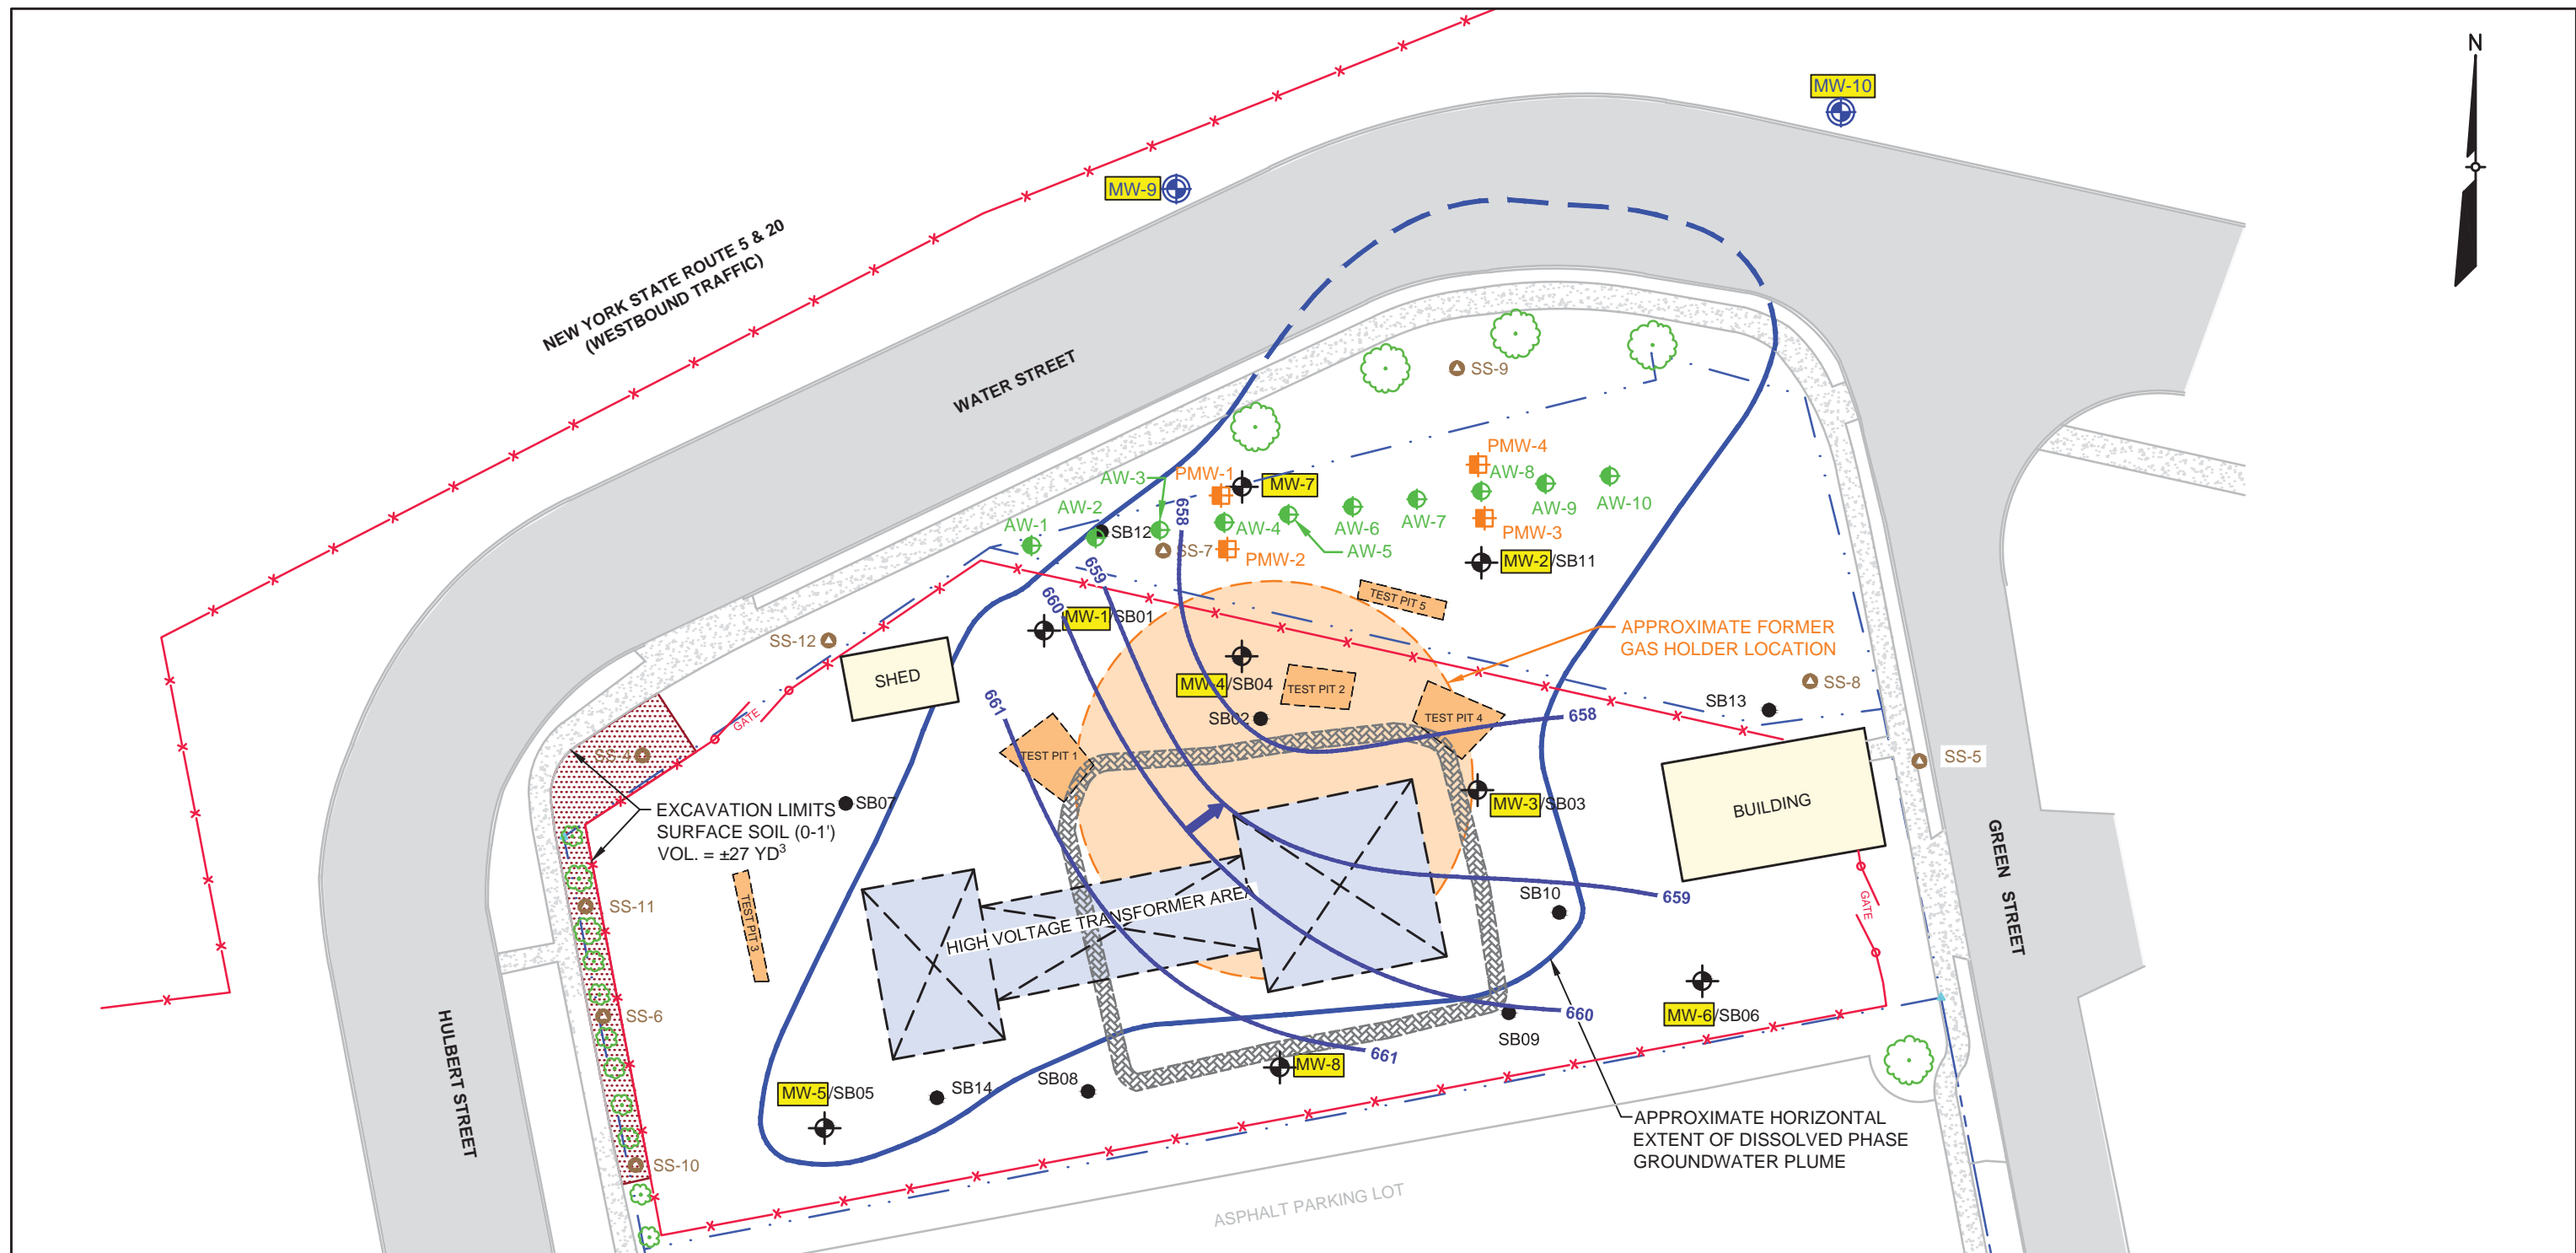 N
MW-10
MW-9
NEW YORK STATE ROUTE 5 & 20
(WESTBOUND TRAFFIC)
WATER STREET
SS-9
PMW-4
AW-3
PMW-1
AW-8
MW-7
AW-2
658
AW-10
AW-1
SB12
AW-4
AW-6
AW-7
AW-9
PMW-3
SS-7
AW-5
PMW-2
MW-2/SB11
659
660
TEST PIT 5
MW-1/SB01
APPROXIMATE FORMER
GAS HOLDER LOCATION
SS-12
SHED
MW-4/SB04
TEST PIT 2
SS-8
661
SB13
GATE
SB02
TEST PIT 4
658
SS-4
TEST PIT 1
SS-5
EXCAVATION LIMITS
SURFACE SOIL (0-1')
VOL. = ±27 YD³
SB07
MW-3/SB03
BUILDING
GREEN STREET
SS-11
TEST PIT 3
HIGH VOLTAGE TRANSFORMER AREA
SB10
659
GATE
SS-6
HULBERT STREET
660
MW-6/SB06
SB09
661
MW-8
SB08
SB14
MW-5/SB05
APPROXIMATE HORIZONTAL
EXTENT OF DISSOLVED PHASE
GROUNDWATER PLUME
SS-10
ASPHALT PARKING LOT